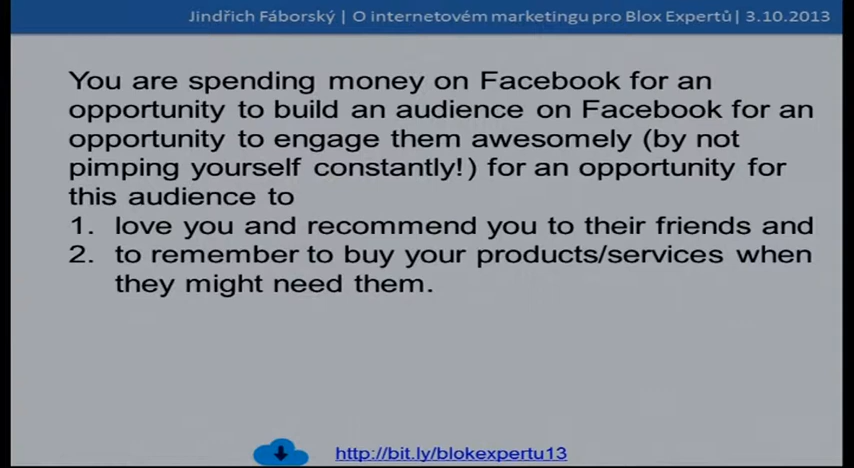 Jindřich Fáborský| O internetovém marketingu pro Blox Expertů| 3.10.2013
You are spending money on Facebook for an
opportunity to build an audience on Facebook for an
opportunity to engage them awesomely (by not
pimping yourself constantly!) for an opportunity for
this audience to
1. love you and recommend you to their friends and
2. to remember to buy your products/services when
they might need them.
http://bit.ly/blokexpertu13